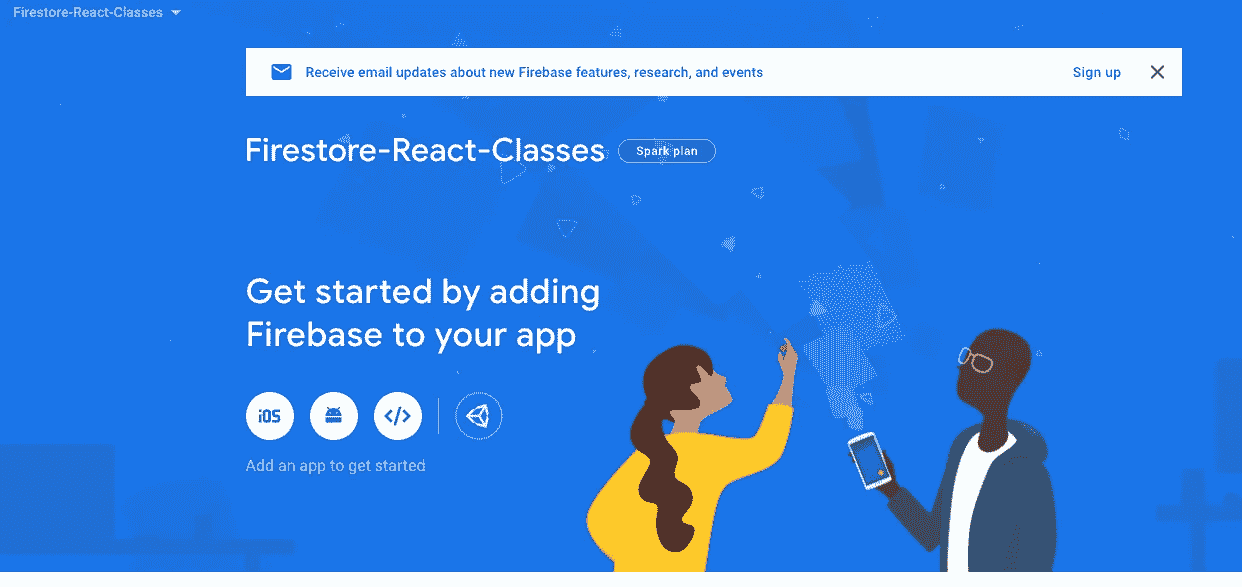 Firestore-React-Classes
Receive email updates about new Firebase features, research, and events
Sign up
Firestore-React-Classes
Spark plan
Get started by adding
Firebase to your app
iOS
</>
Add an app to get started